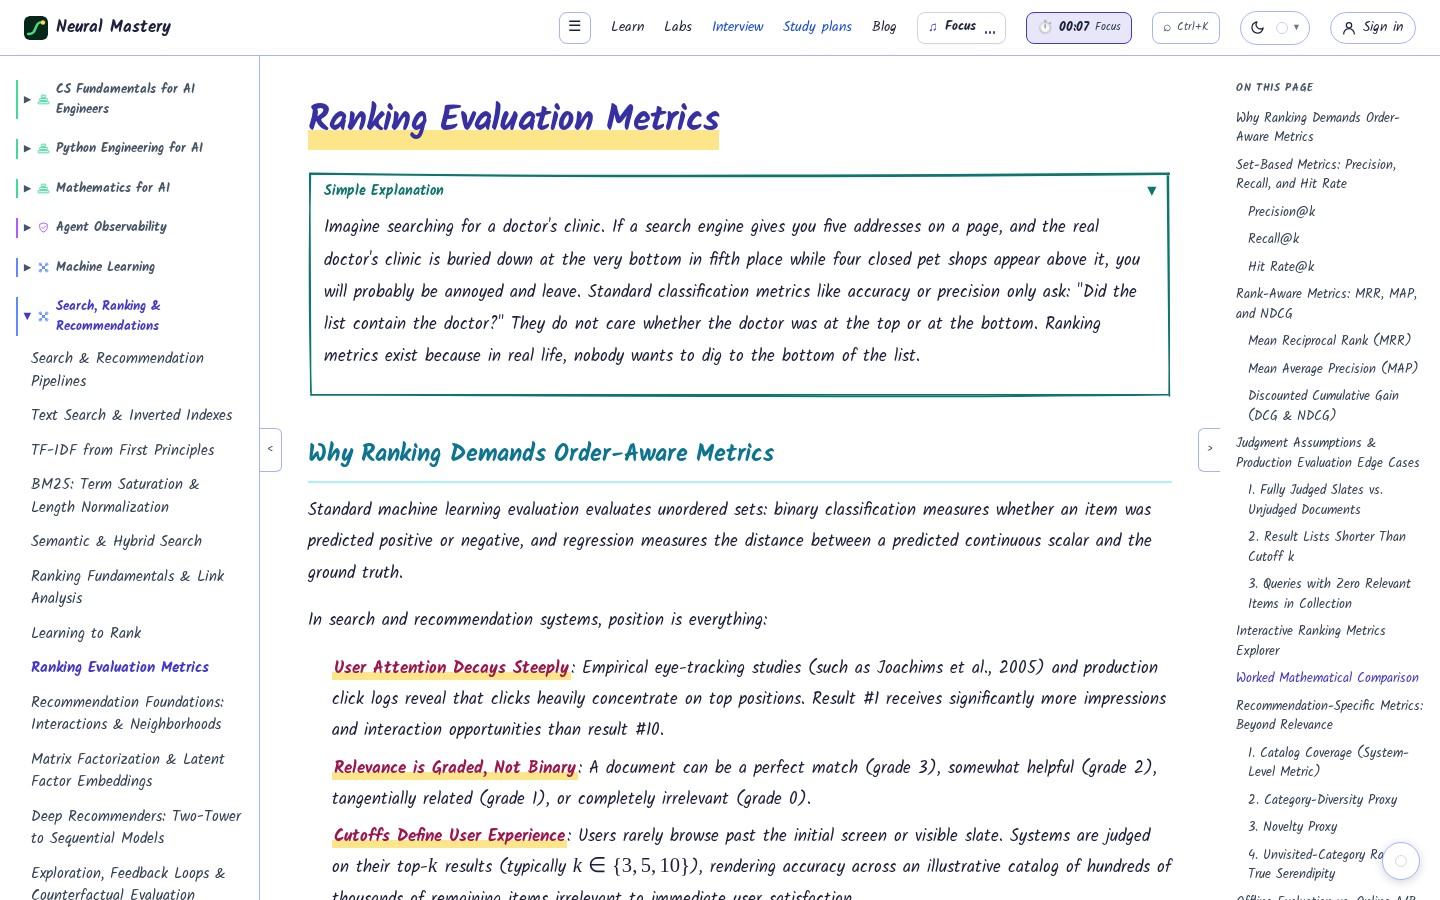 Neural Mastery
☰
Learn
Labs
Interview
Study plans
Blog
♫ Focus ...
⏱ 00:07 Focus
⌕ Ctrl+K
▼
Sign in
▶ CS Fundamentals for AI
Engineers
▶ Python Engineering for AI
▶ Mathematics for AI
▶ Agent Observability
▶ Machine Learning
▼ Search, Ranking &
Recommendations
Search & Recommendation
Pipelines
Text Search & Inverted Indexes
TF-IDF from First Principles
BM25: Term Saturation &
Length Normalization
Semantic & Hybrid Search
Ranking Fundamentals & Link
Analysis
Learning to Rank
Ranking Evaluation Metrics
Recommendation Foundations:
Interactions & Neighborhoods
Matrix Factorization & Latent
Factor Embeddings
Deep Recommenders: Two-Tower
to Sequential Models
Exploration, Feedback Loops &
Counterfactual Evaluation
<
Ranking Evaluation Metrics
Simple Explanation ▼
Imagine searching for a doctor's clinic. If a search engine gives you five addresses on a page, and the real
doctor's clinic is buried down at the very bottom in fifth place while four closed pet shops appear above it, you
will probably be annoyed and leave. Standard classification metrics like accuracy or precision only ask: "Did the
list contain the doctor?" They do not care whether the doctor was at the top or at the bottom. Ranking
metrics exist because in real life, nobody wants to dig to the bottom of the list.
Why Ranking Demands Order-Aware Metrics
Standard machine learning evaluation evaluates unordered sets: binary classification measures whether an item was
predicted positive or negative, and regression measures the distance between a predicted continuous scalar and the
ground truth.
In search and recommendation systems, position is everything:
User Attention Decays Steeply: Empirical eye-tracking studies (such as Joachims et al., 2005) and production
click logs reveal that clicks heavily concentrate on top positions. Result #1 receives significantly more impressions
and interaction opportunities than result #10.
Relevance is Graded, Not Binary: A document can be a perfect match (grade 3), somewhat helpful (grade 2),
tangentially related (grade 1), or completely irrelevant (grade 0).
Cutoffs Define User Experience: Users rarely browse past the initial screen or visible slate. Systems are judged
on their top-k results (typically k ∈ {3, 5, 10}), rendering accuracy across an illustrative catalog of hundreds of
thousands of remaining items irrelevant to immediate user satisfaction.
>
ON THIS PAGE
Why Ranking Demands Order-
Aware Metrics
Set-Based Metrics: Precision,
Recall, and Hit Rate
Precision@k
Recall@k
Hit Rate@k
Rank-Aware Metrics: MRR, MAP,
and NDCG
Mean Reciprocal Rank (MRR)
Mean Average Precision (MAP)
Discounted Cumulative Gain
(DCG & NDCG)
Judgment Assumptions &
Production Evaluation Edge Cases
1. Fully Judged Slates vs.
Unjudged Documents
2. Result Lists Shorter Than
Cutoff k
3. Queries with Zero Relevant
Items in Collection
Interactive Ranking Metrics
Explorer
Worked Mathematical Comparison
Recommendation-Specific Metrics:
Beyond Relevance
1. Catalog Coverage (System-
Level Metric)
2. Category-Diversity Proxy
3. Novelty Proxy
4. Unvisited-Category
True Serendipity
Offline Evaluation vs. Online A/B